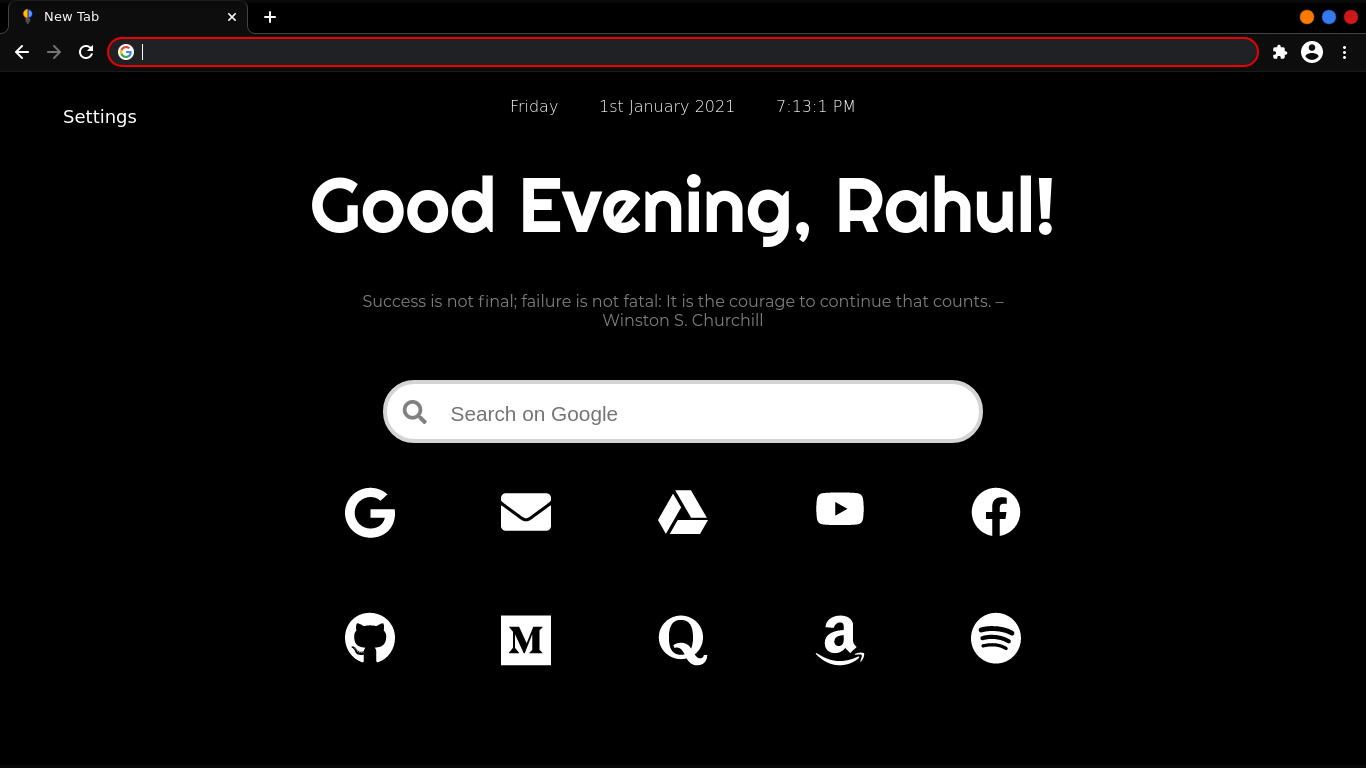 New Tab
Friday 1st January 2021 7:13:1 PM
Settings
Good Evening, Rahul!
Success is not final; failure is not fatal: It is the courage to continue that counts. –
Winston S. Churchill
Search on Google